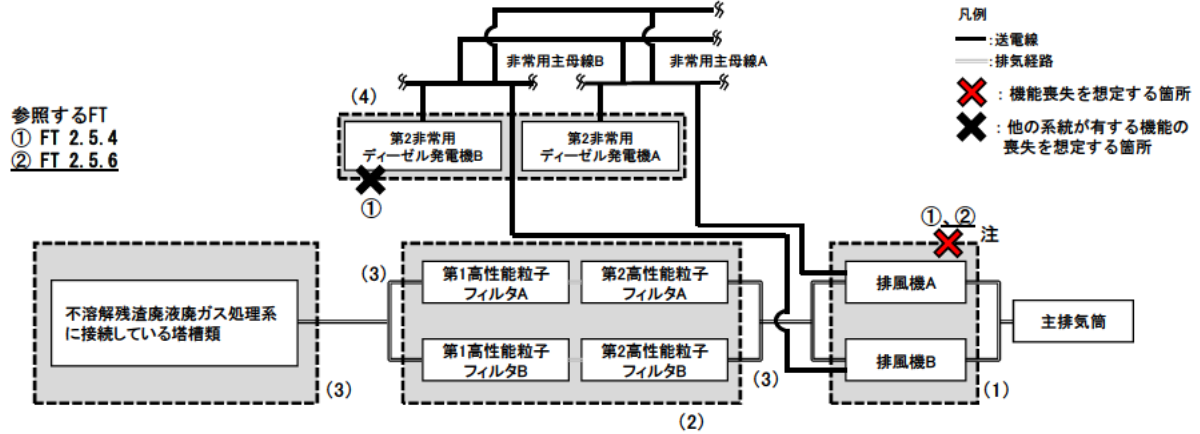 凡例
:送電線
:排気経路
:機能喪失を想定する箇所
:他の系統が有する機能の
喪失を想定する箇所
非常用主母線B
非常用主母線A
参照するFT
① FT 2.5.4
② FT 2.5.6
(4)
第2非常用
ディーゼル発電機B
第2非常用
ディーゼル発電機A
①
①、②
注
不溶解残渣廃液廃ガス処理系
に接続している塔槽類
(3)
(3)
第1高性能粒子
フィルタA
第2高性能粒子
フィルタA
第1高性能粒子
フィルタB
第2高性能粒子
フィルタB
(3)
(2)
排風機A
排風機B
(1)
主排気筒